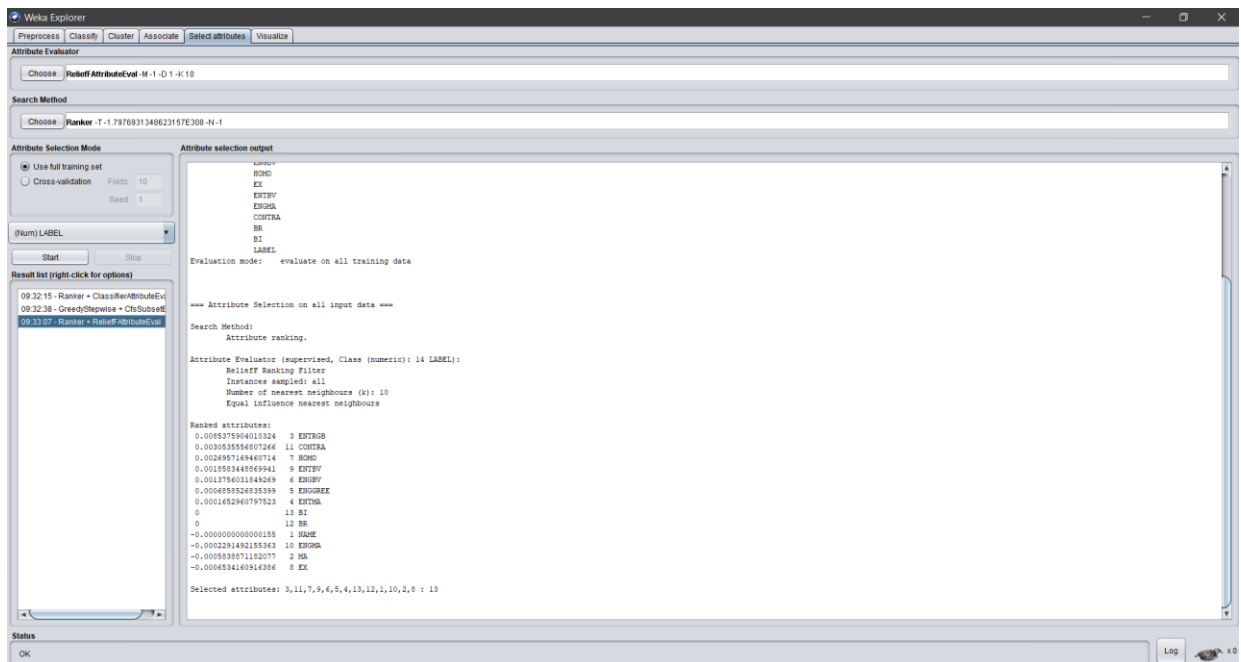 Weka Explorer
Preprocess Classify Cluster Associate Select attributes Visualize
Attribute Evaluator
Choose ReliefFAttributeEval -M -1 -D 1 -K 10
Search Method
Choose Ranker -T -1.7976931348623157E308 -N -1
Attribute Selection Mode
Use full training set
Cross-validation Folds 10
Seed 1
(Num) LABEL
Start Stop
Result list (right-click for options)
09:32:15 - Ranker + ClassifierAttributeEva
09:32:38 - GreedyStepwise + CfsSubsetE
09:33:07 - Ranker + ReliefFAttributeEval
Attribute selection output
HOMO
EX
ENTBV
ENGMA
CONTRA
BR
BI
LABEL
Evaluation mode: evaluate on all training data
=== Attribute Selection on all input data ===
Search Method:
Attribute ranking.
Attribute Evaluator (supervised, Class (numeric): 14 LABEL):
ReliefF Ranking Filter
Instances sampled: all
Number of nearest neighbours (k): 10
Equal influence nearest neighbours
Ranked attributes:
0.0085375904010324 3 ENTRGB
0.0030535556807266 11 CONTRA
0.0026957169460714 7 HOMO
0.0018583448869941 9 ENTBV
0.0013756031849269 6 ENGBV
0.0006858526835399 5 ENGGREE
0.0001652960797523 4 ENTMA
0 13 BI
0 12 BR
-0.0000000000000155 1 NAME
-0.0002291492155363 10 ENGMA
-0.0005838871182077 2 MA
-0.0006534160916386 8 EX
Selected attributes: 3,11,7,9,6,5,4,13,12,1,10,2,8 : 13
Status
OK
Log x 0